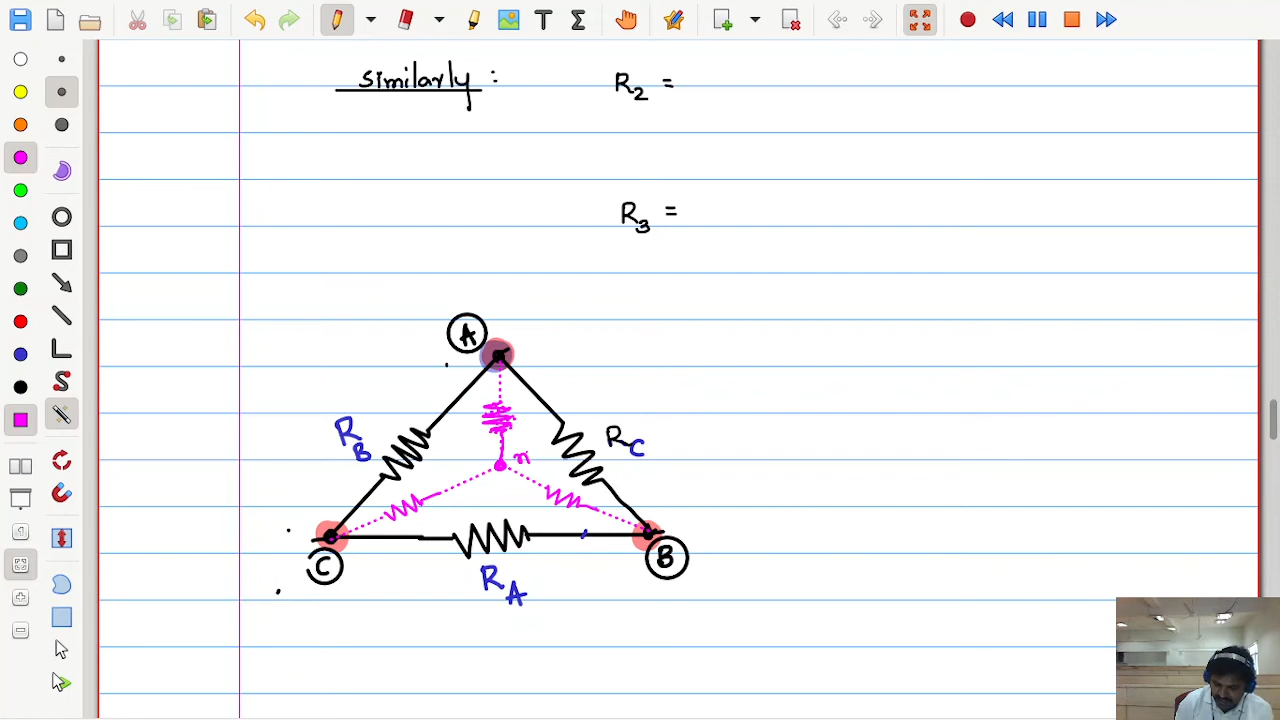 Similarly : R2 =
R3 =
A
RB
RC
n
C
B
RA